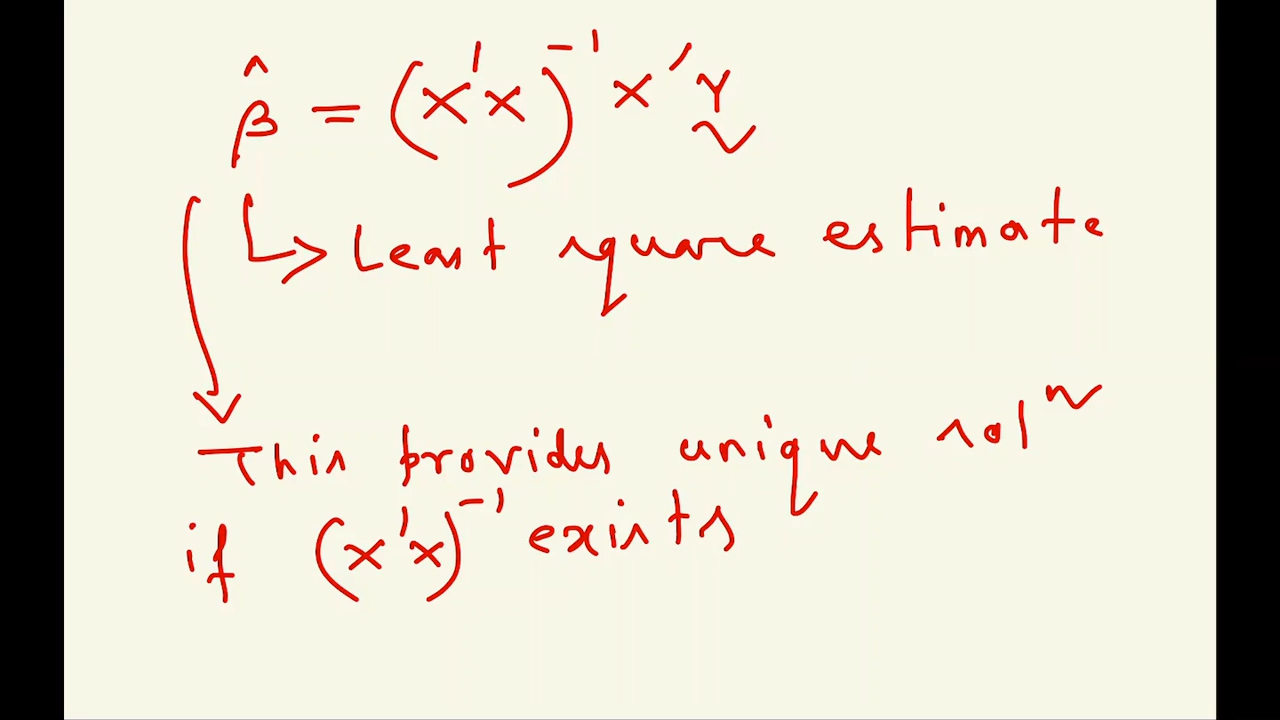 β̂ = (X'X)⁻¹ X'Y
Least square estimate
This provides unique solⁿ
if (X'X)⁻¹ exists